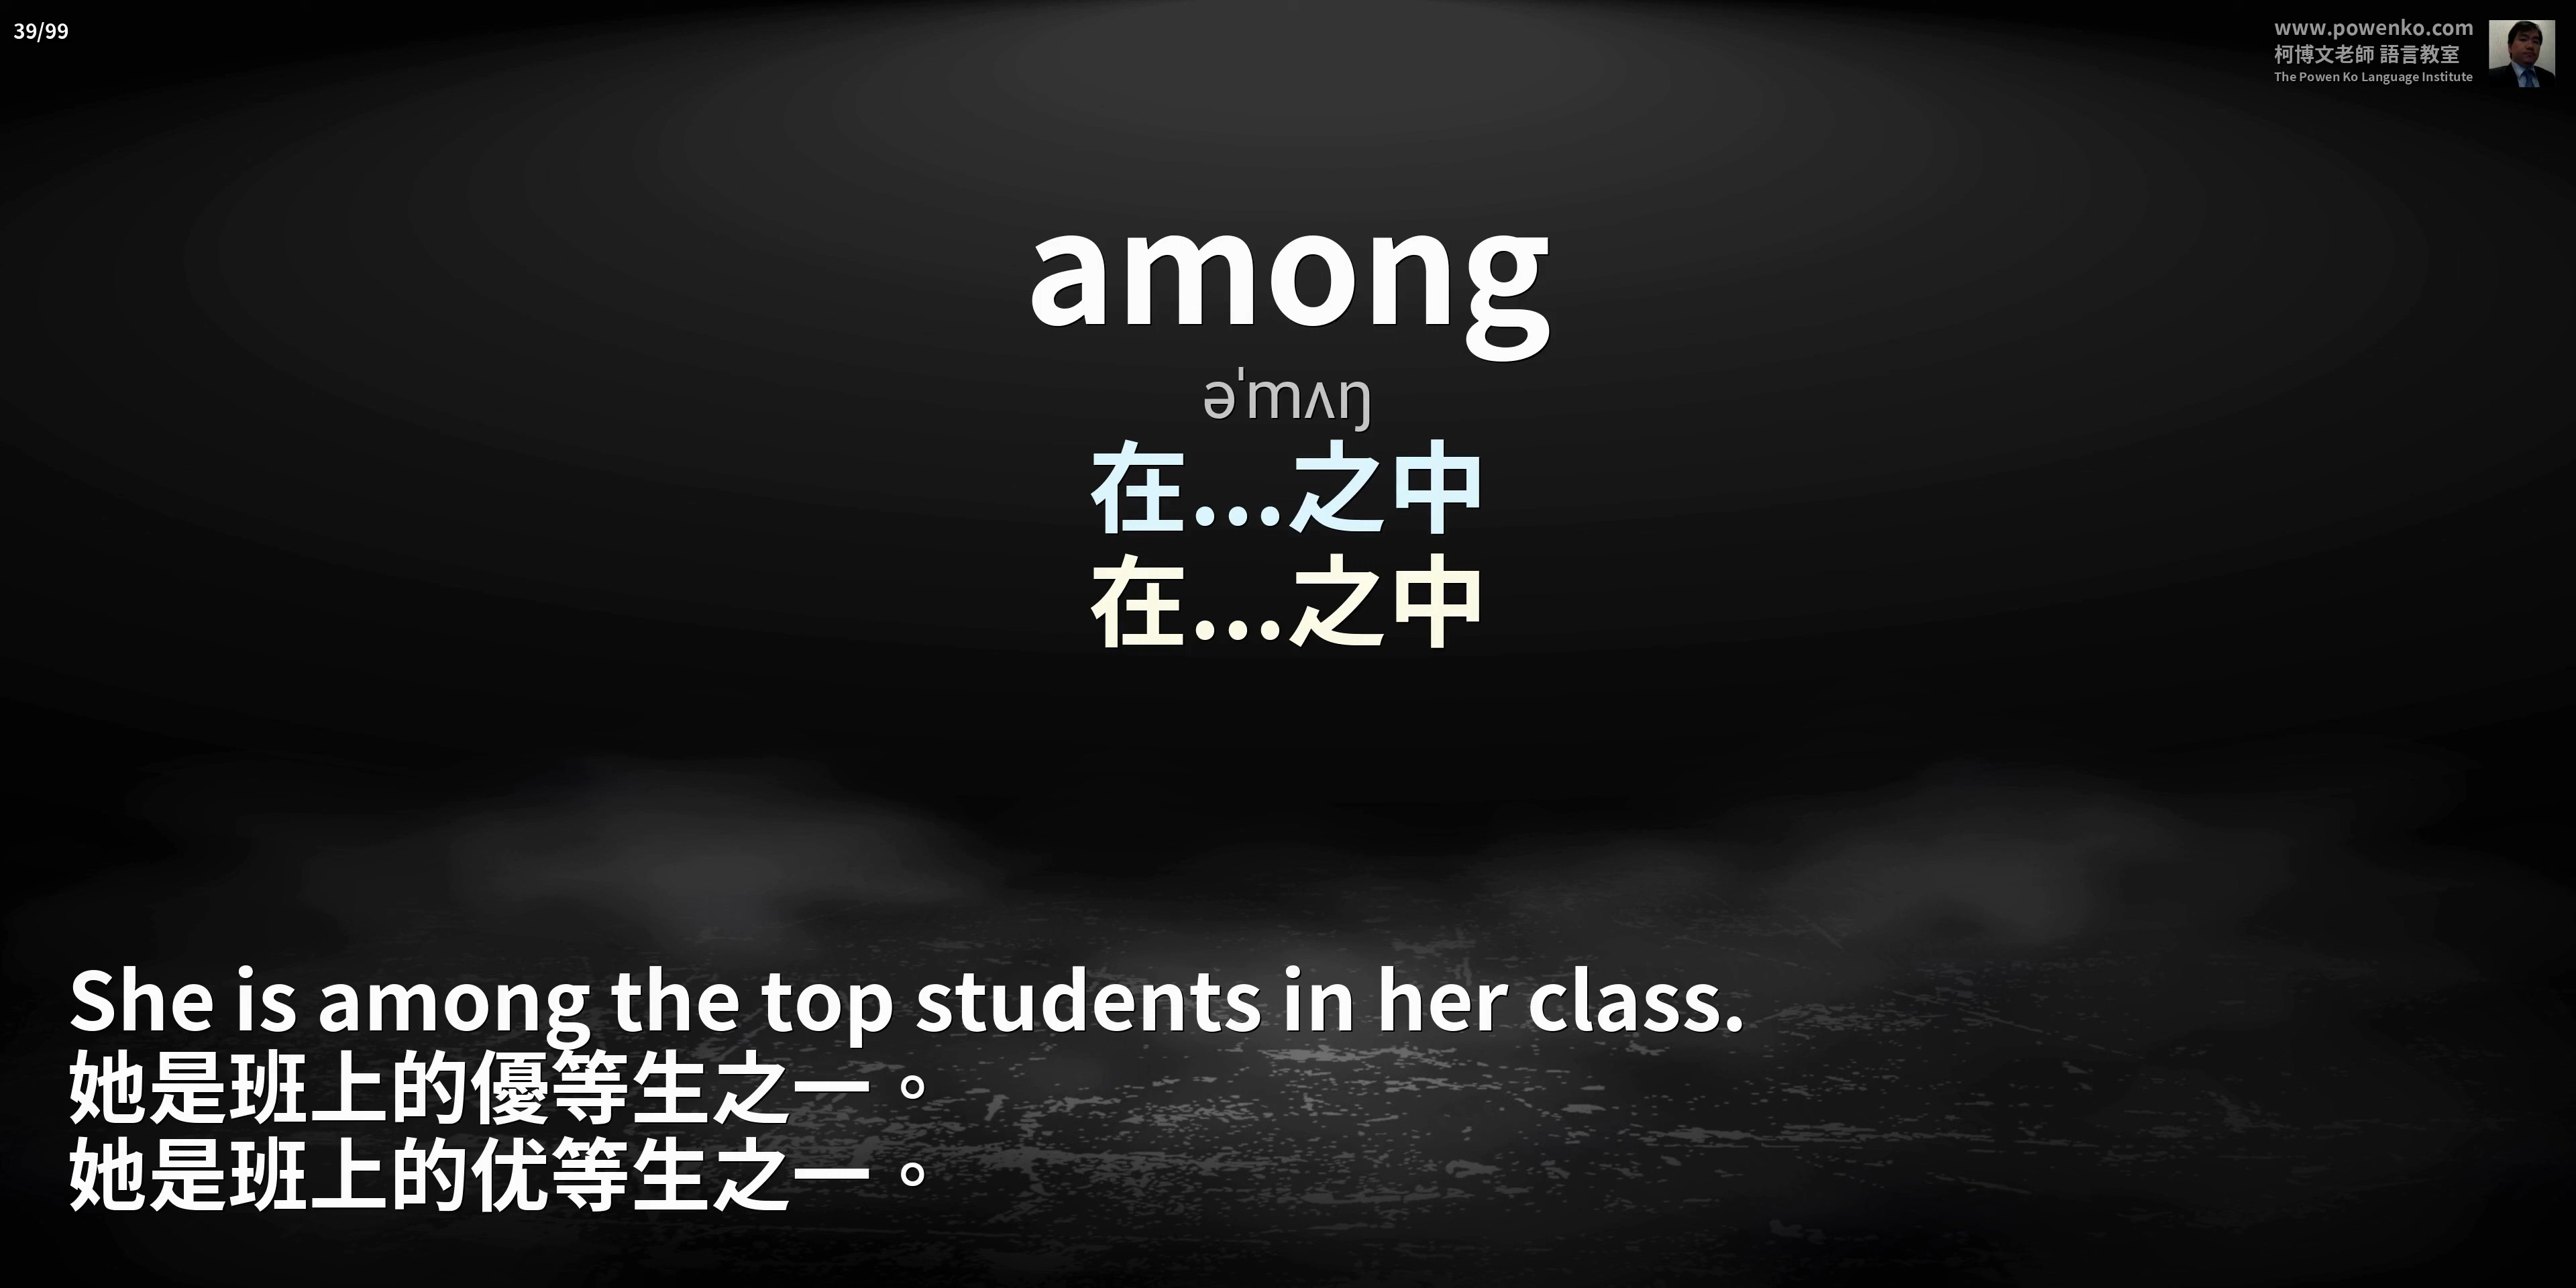 39/99
www.powenko.com
柯博文老師 語言教室
The Powen Ko Language Institute
among
əˈmʌŋ
在...之中
在...之中
She is among the top students in her class.
她是班上的優等生之一。
她是班上的优等生之一。